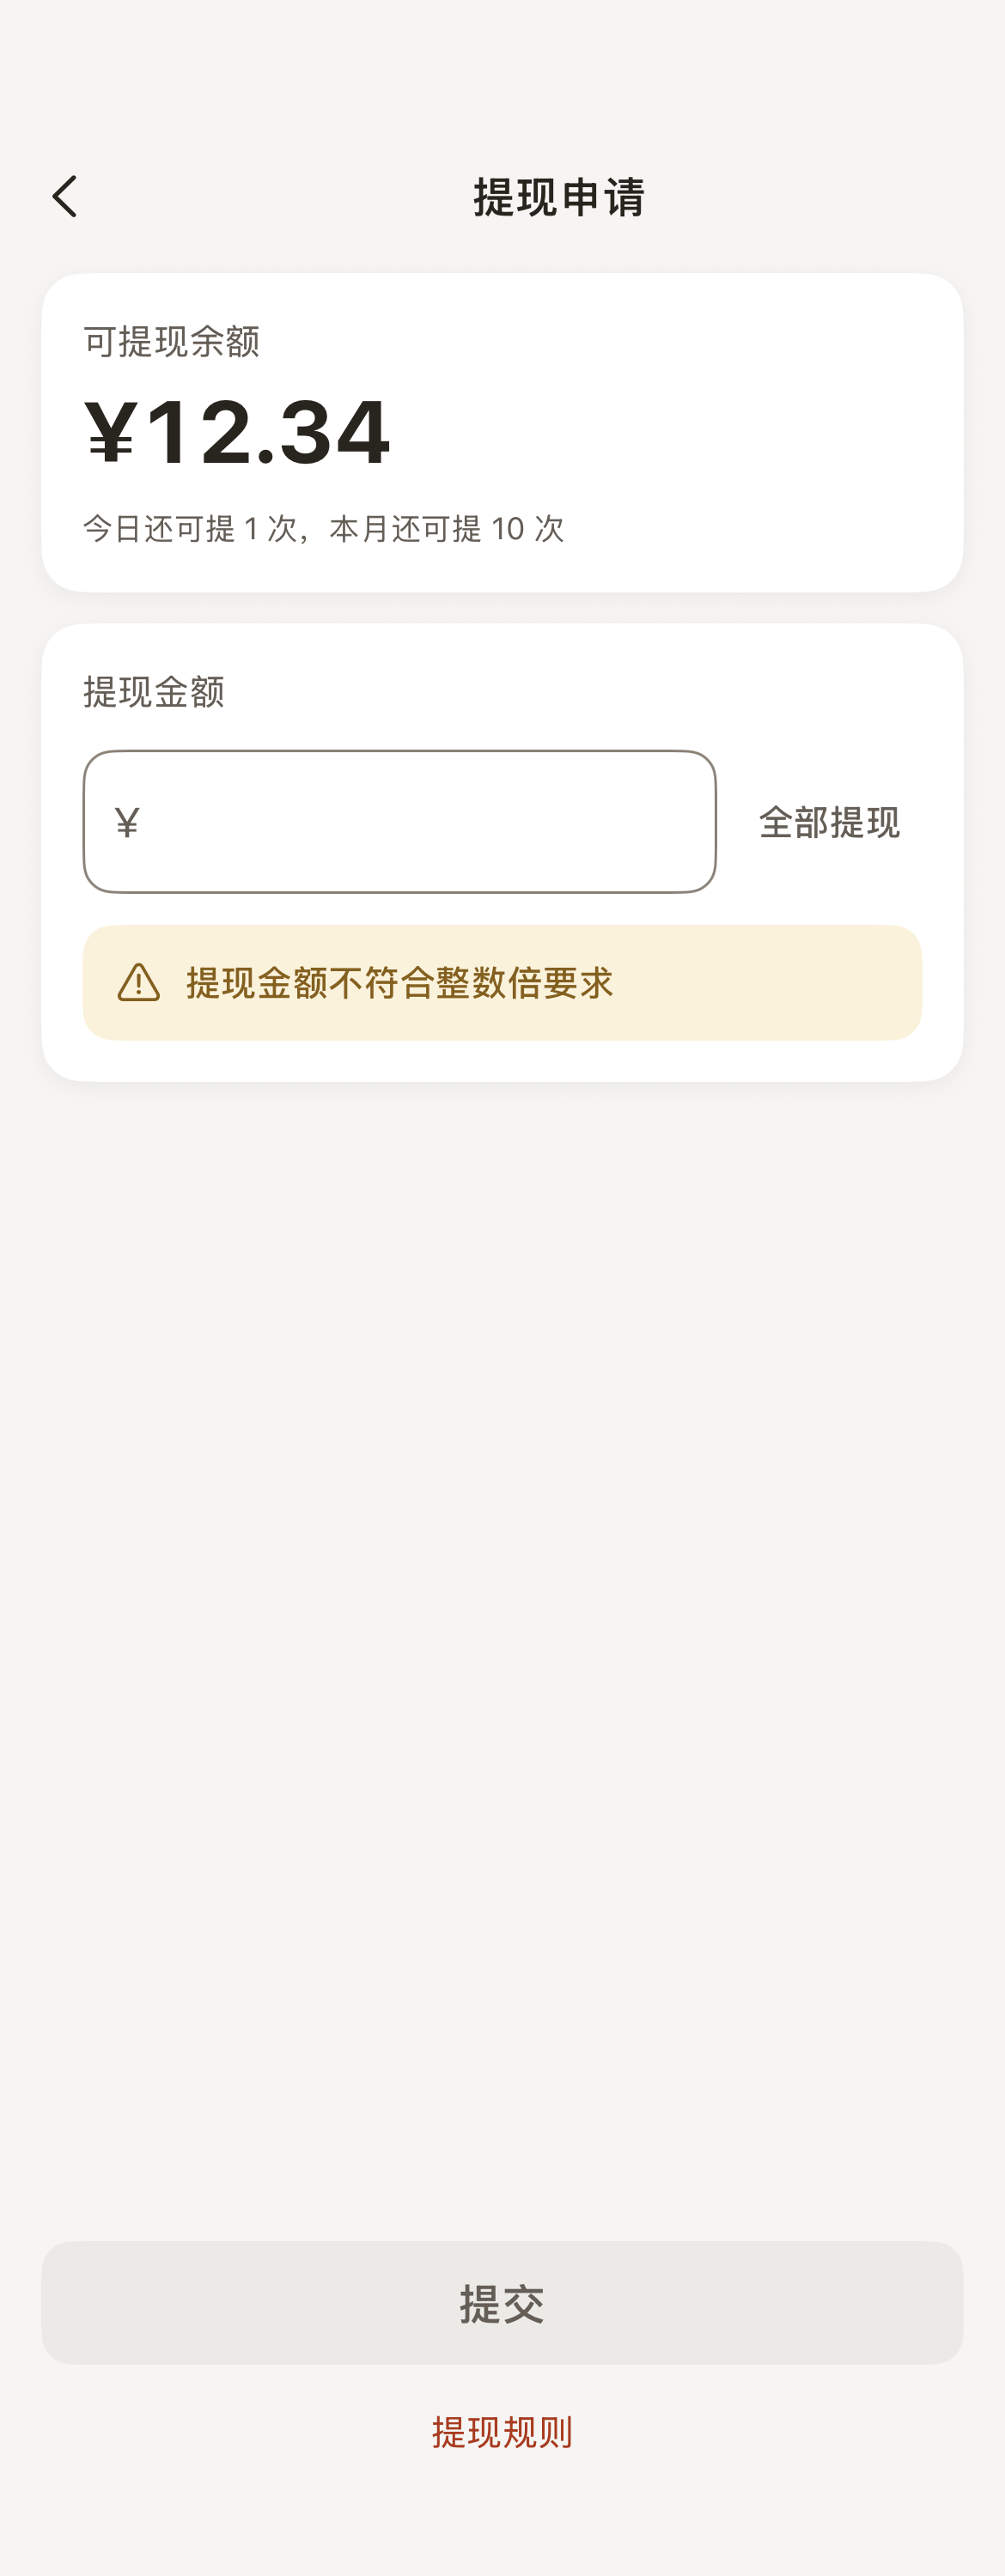 提现申请
可提现余额
¥12.34
今日还可提 1 次，本月还可提 10 次
提现金额
¥
全部提现
提现金额不符合整数倍要求
提交
提现规则